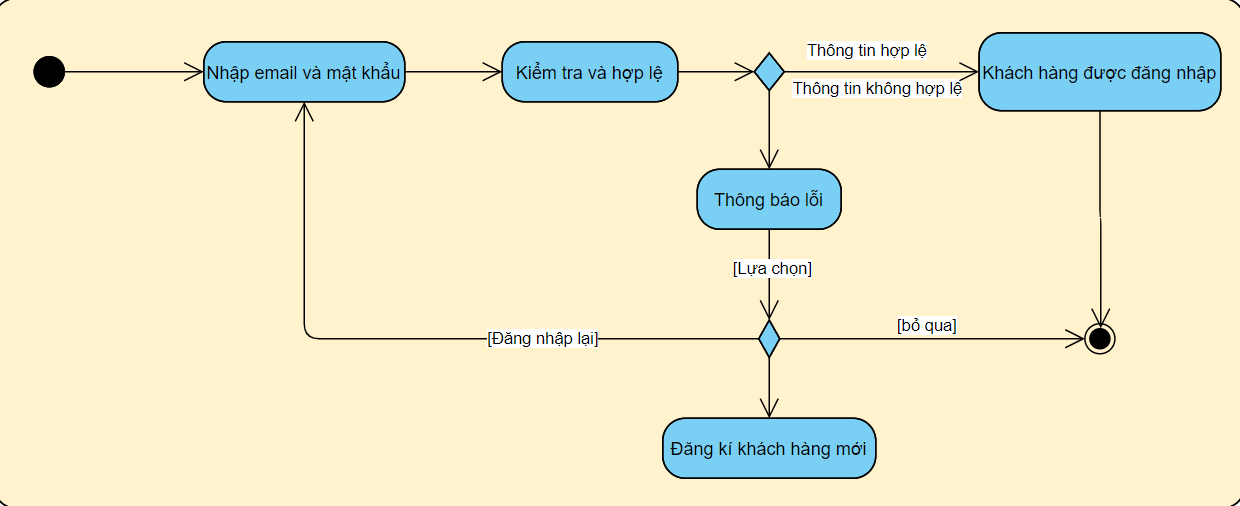 Thông tin hợp lệ
Nhập email và mật khẩu
Kiểm tra và hợp lệ
Khách hàng được đăng nhập
Thông tin không hợp lệ
Thông báo lỗi
[Lựa chọn]
[bỏ qua]
[Đăng nhập lại]
Đăng kí khách hàng mới